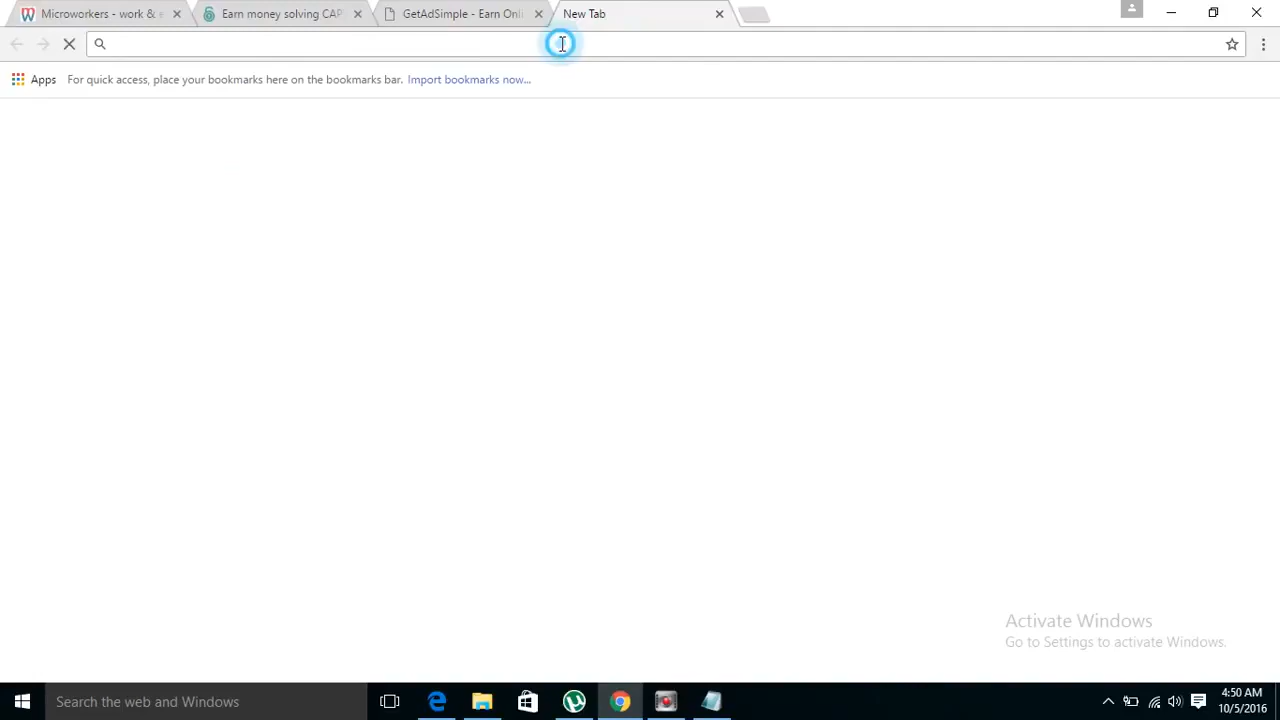 Microworkers - work & e
Earn money solving CAP
GetAdSimple - Earn Onli
New Tab
Apps
For quick access, place your bookmarks here on the bookmarks bar. Import bookmarks now...
Activate Windows
Go to Settings to activate Windows.
Search the web and Windows
4:50 AM
10/5/2016